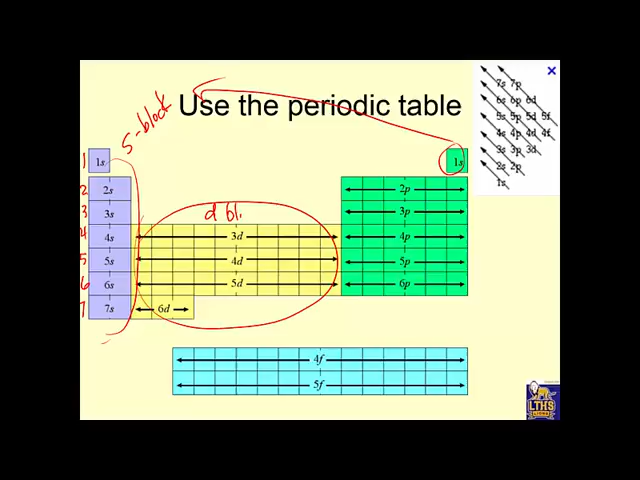 Use the periodic table
s-block
7s 7p
6s 6p 6d
5s 5p 5d 5f
4s 4p 4d 4f
3s 3p 3d
2s 2p
1s
1 1s 1s
2 2s 2p
3 3s 3p
d bl
4 4s 3d 4p
5 5s 4d 5p
6 6s 5d 6p
7 7s 6d
4f
5f
LTHS